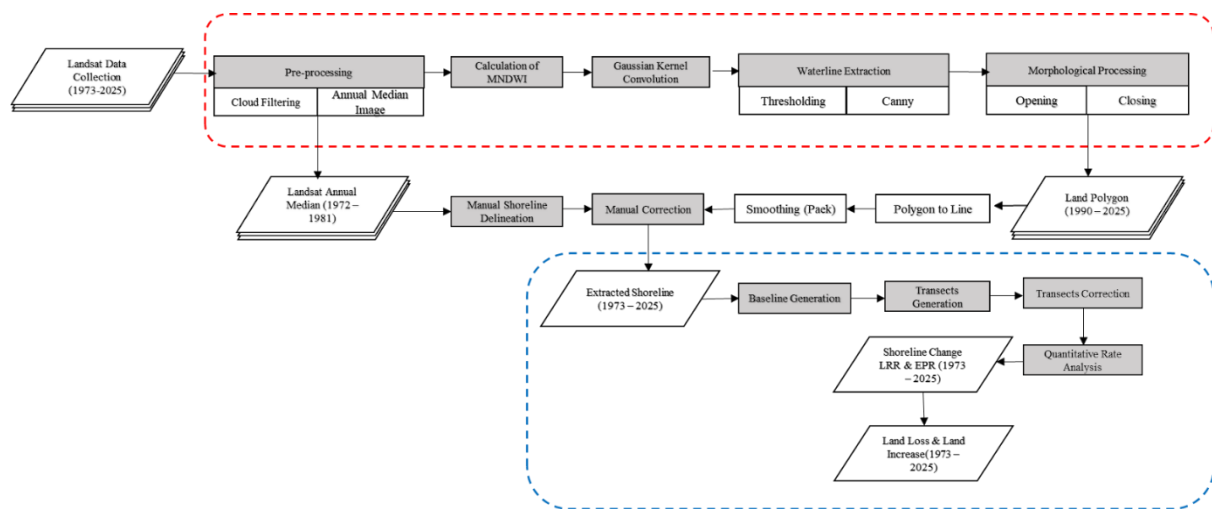 Landsat Data
Collection
(1973-2025)
Pre-processing
Cloud Filtering
Annual Median
Image
Calculation of
MNDWI
Gaussian Kernel
Convolution
Waterline Extraction
Thresholding
Canny
Morphological Processing
Opening
Closing
Landsat Annual
Median (1972 –
1981)
Manual Shoreline
Delineation
Manual Correction
Smoothing (Paek)
Polygon to Line
Land Polygon
(1990 – 2025)
Extracted Shoreline
(1973 – 2025)
Baseline Generation
Transects
Generation
Transects Correction
Shoreline Change
LRR & EPR (1973
– 2025)
Quantitative Rate
Analysis
Land Loss & Land
Increase(1973 –
2025)